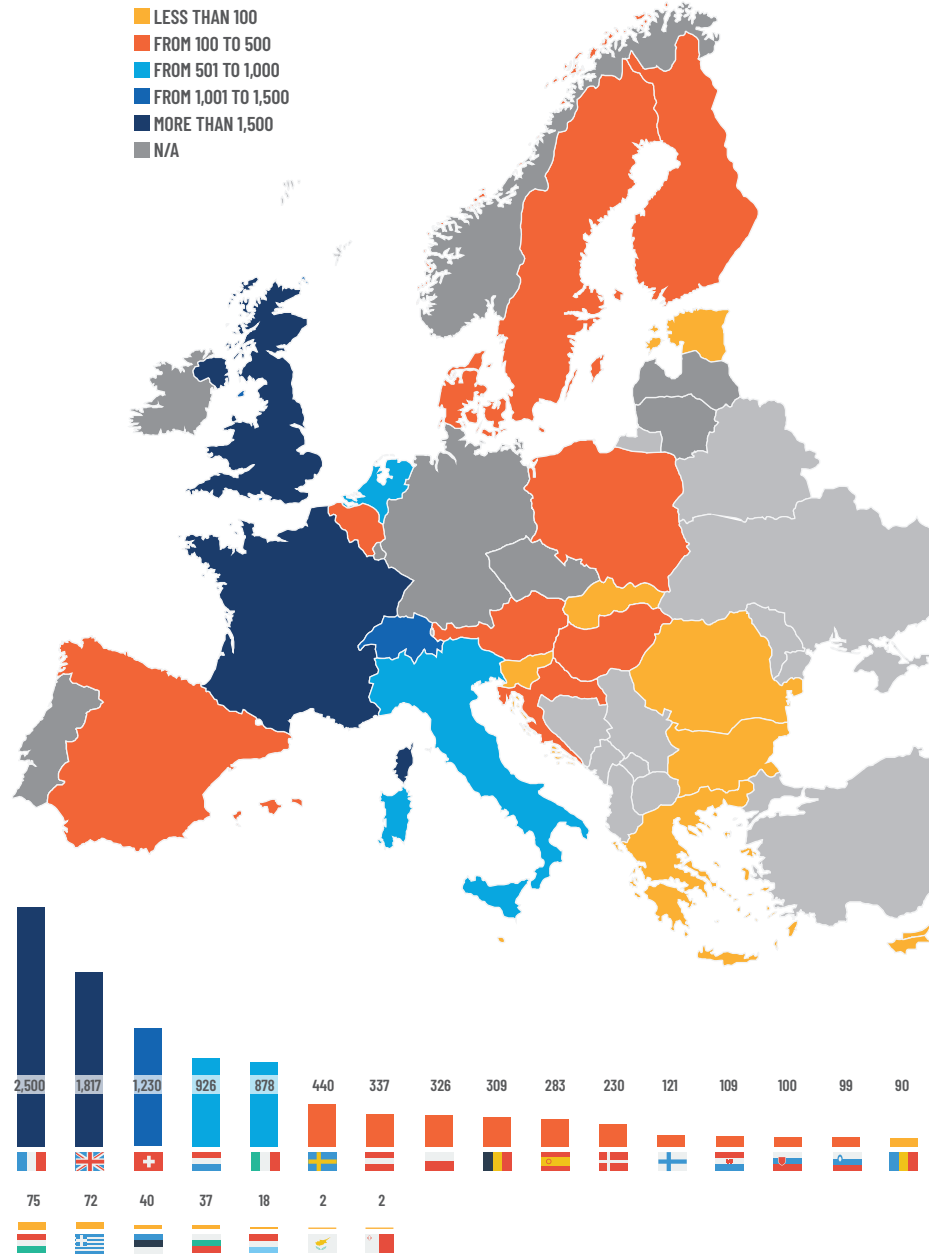 LESS THAN 100
FROM 100 TO 500
FROM 501 TO 1,000
FROM 1,001 TO 1,500
MORE THAN 1,500
N/A
2,500 1,817 1,230 926 878 440 337 326 309 283 230 121 109 100 99 90
75 72 40 37 18 2 2